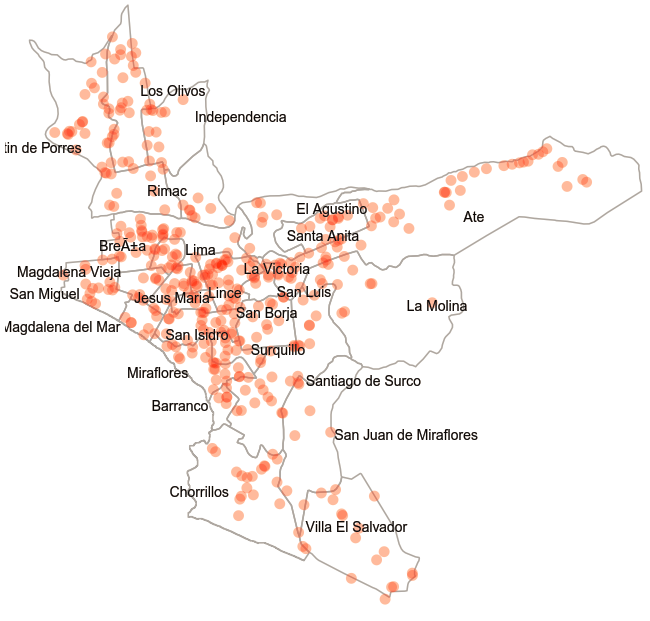 Los Olivos
Independencia
tin de Porres
Rimac
El Agustino
Ate
Santa Anita
BreÃ±a
Lima
La Victoria
Magdalena Vieja
San Miguel
Jesus Maria
Lince
San Luis
La Molina
San Borja
Magdalena del Mar
San Isidro
Surquillo
Miraflores
Santiago de Surco
Barranco
San Juan de Miraflores
Chorrillos
Villa El Salvador